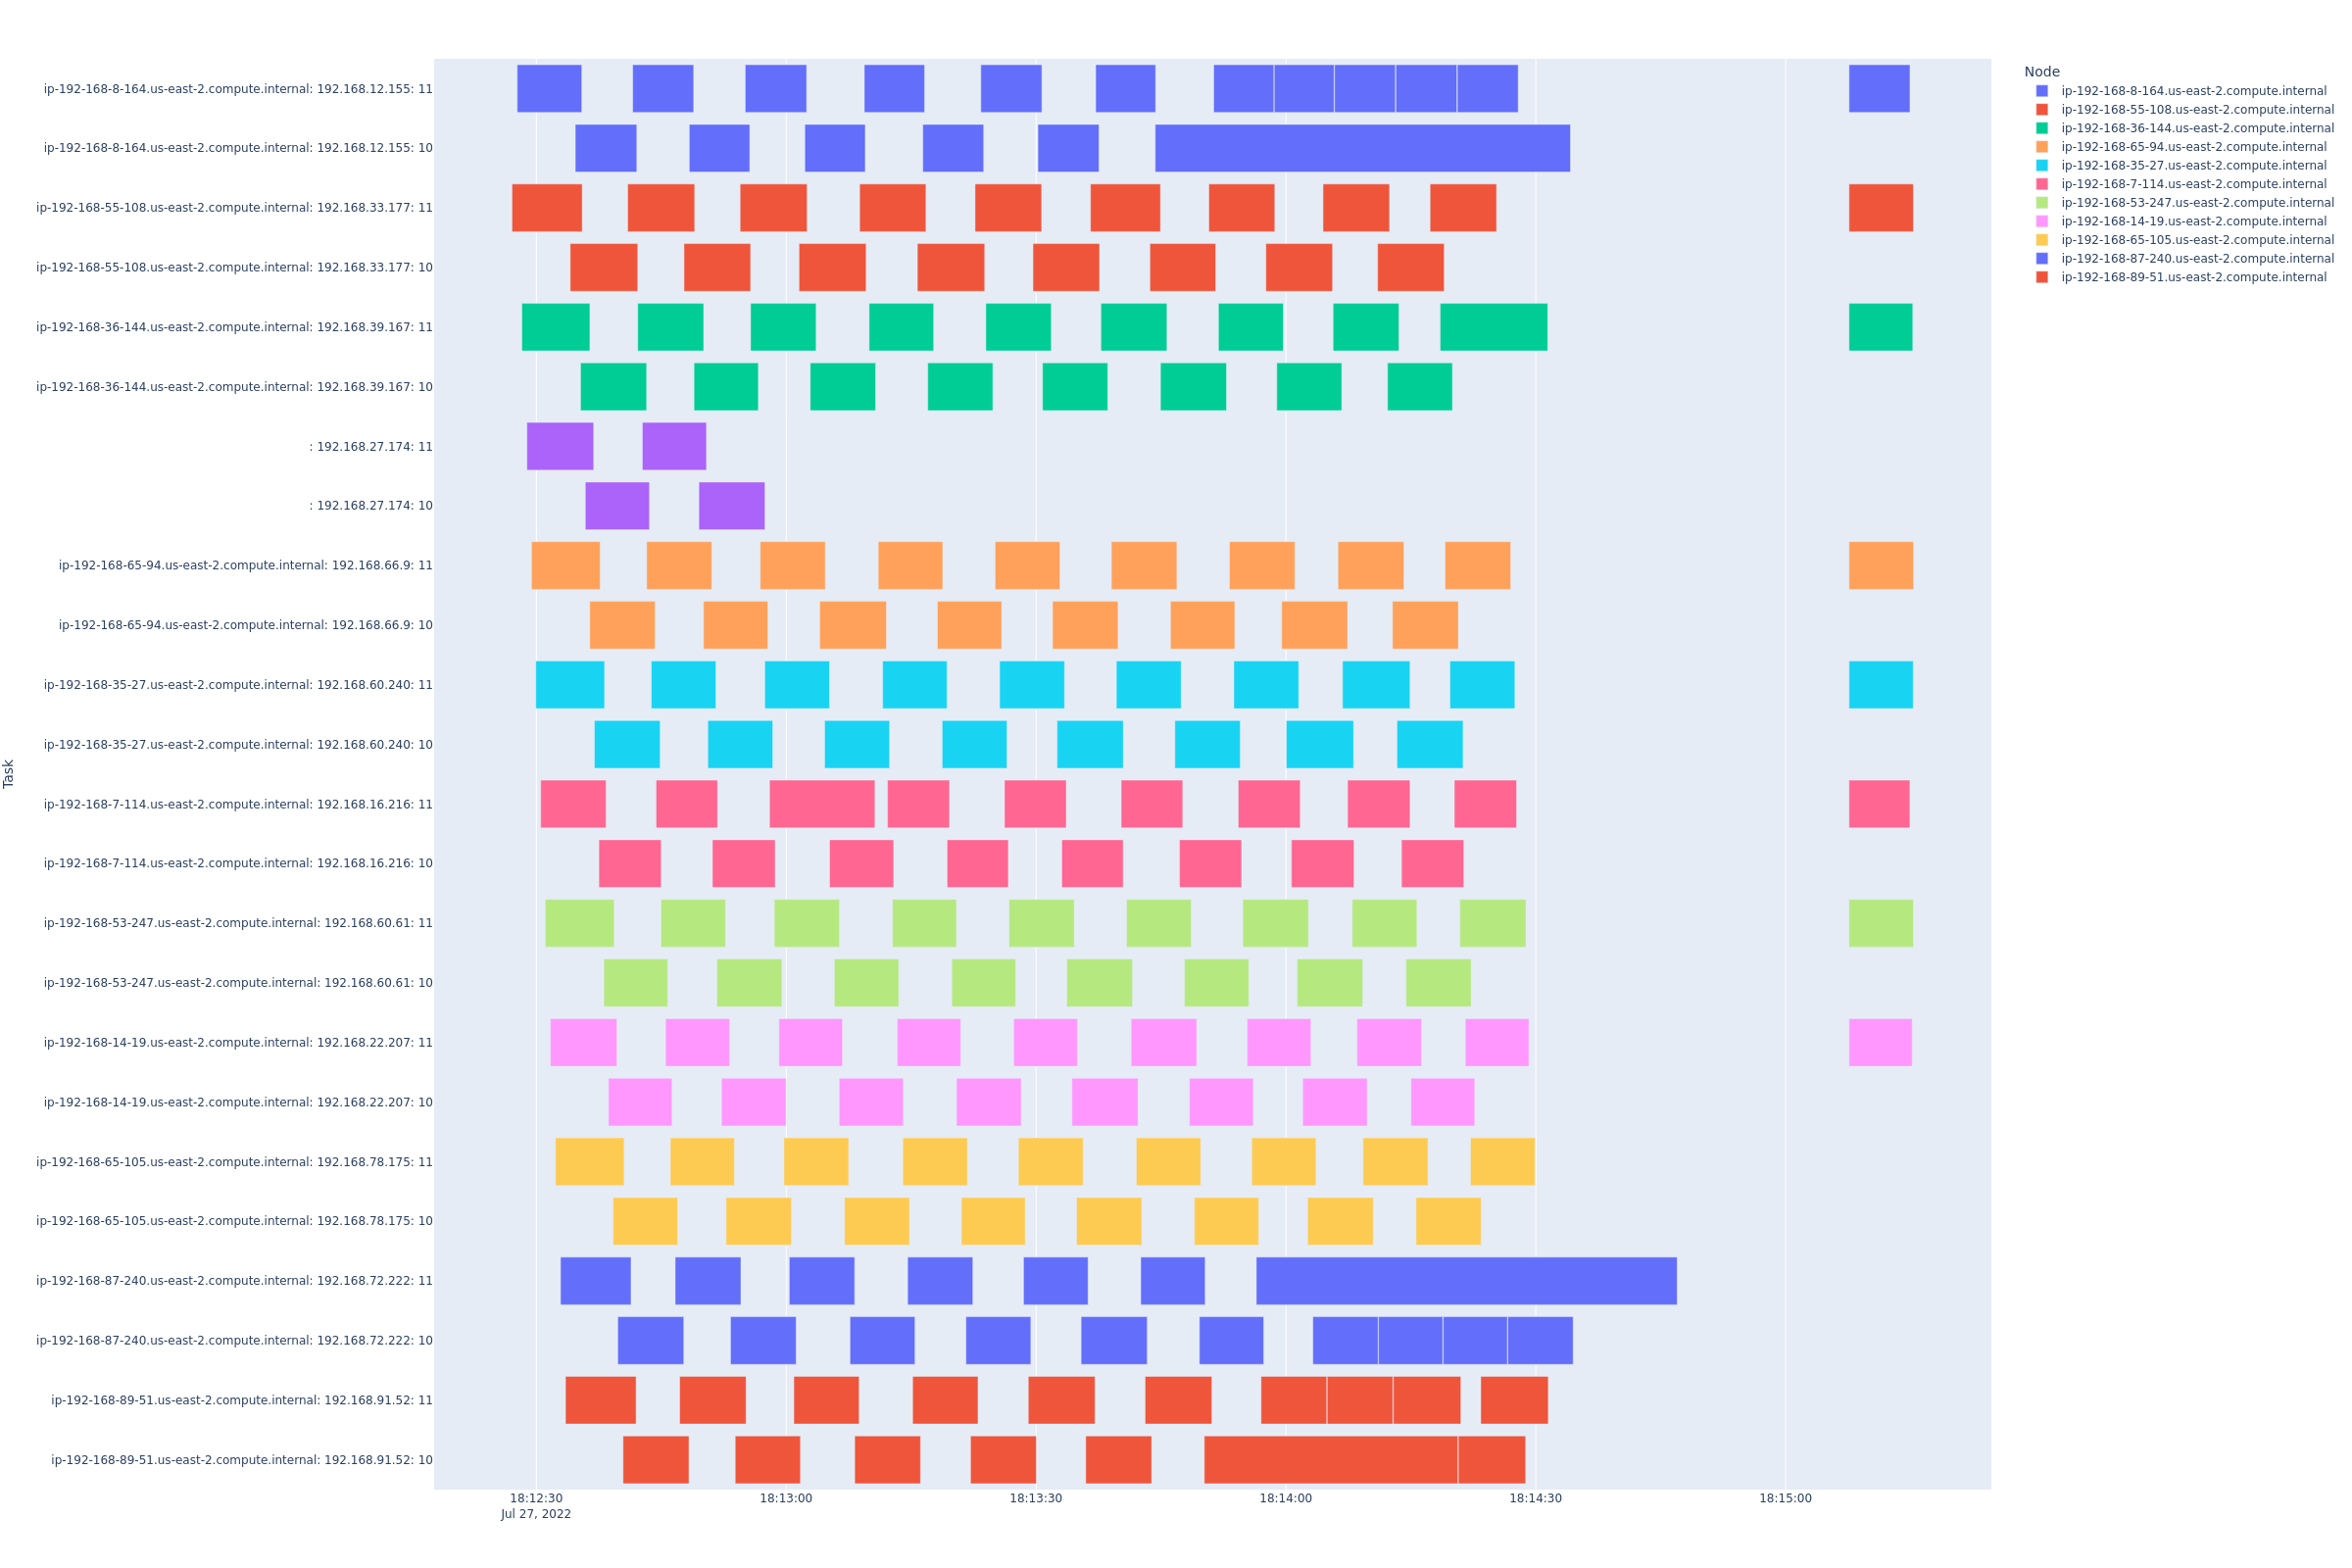 ip-192-168-8-164.us-east-2.compute.internal: 192.168.12.155: 11
ip-192-168-8-164.us-east-2.compute.internal: 192.168.12.155: 10
ip-192-168-55-108.us-east-2.compute.internal: 192.168.33.177: 11
ip-192-168-55-108.us-east-2.compute.internal: 192.168.33.177: 10
ip-192-168-36-144.us-east-2.compute.internal: 192.168.39.167: 11
ip-192-168-36-144.us-east-2.compute.internal: 192.168.39.167: 10
: 192.168.27.174: 11
: 192.168.27.174: 10
ip-192-168-65-94.us-east-2.compute.internal: 192.168.66.9: 11
ip-192-168-65-94.us-east-2.compute.internal: 192.168.66.9: 10
ip-192-168-35-27.us-east-2.compute.internal: 192.168.60.240: 11
ip-192-168-35-27.us-east-2.compute.internal: 192.168.60.240: 10
ip-192-168-7-114.us-east-2.compute.internal: 192.168.16.216: 11
ip-192-168-7-114.us-east-2.compute.internal: 192.168.16.216: 10
ip-192-168-53-247.us-east-2.compute.internal: 192.168.60.61: 11
ip-192-168-53-247.us-east-2.compute.internal: 192.168.60.61: 10
ip-192-168-14-19.us-east-2.compute.internal: 192.168.22.207: 11
ip-192-168-14-19.us-east-2.compute.internal: 192.168.22.207: 10
ip-192-168-65-105.us-east-2.compute.internal: 192.168.78.175: 11
ip-192-168-65-105.us-east-2.compute.internal: 192.168.78.175: 10
ip-192-168-87-240.us-east-2.compute.internal: 192.168.72.222: 11
ip-192-168-87-240.us-east-2.compute.internal: 192.168.72.222: 10
ip-192-168-89-51.us-east-2.compute.internal: 192.168.91.52: 11
ip-192-168-89-51.us-east-2.compute.internal: 192.168.91.52: 10
Task
18:12:30
Jul 27, 2022
18:13:00
18:13:30
18:14:00
18:14:30
18:15:00
Node
ip-192-168-8-164.us-east-2.compute.internal
ip-192-168-55-108.us-east-2.compute.internal
ip-192-168-36-144.us-east-2.compute.internal
ip-192-168-65-94.us-east-2.compute.internal
ip-192-168-35-27.us-east-2.compute.internal
ip-192-168-7-114.us-east-2.compute.internal
ip-192-168-53-247.us-east-2.compute.internal
ip-192-168-14-19.us-east-2.compute.internal
ip-192-168-65-105.us-east-2.compute.internal
ip-192-168-87-240.us-east-2.compute.internal
ip-192-168-89-51.us-east-2.compute.internal